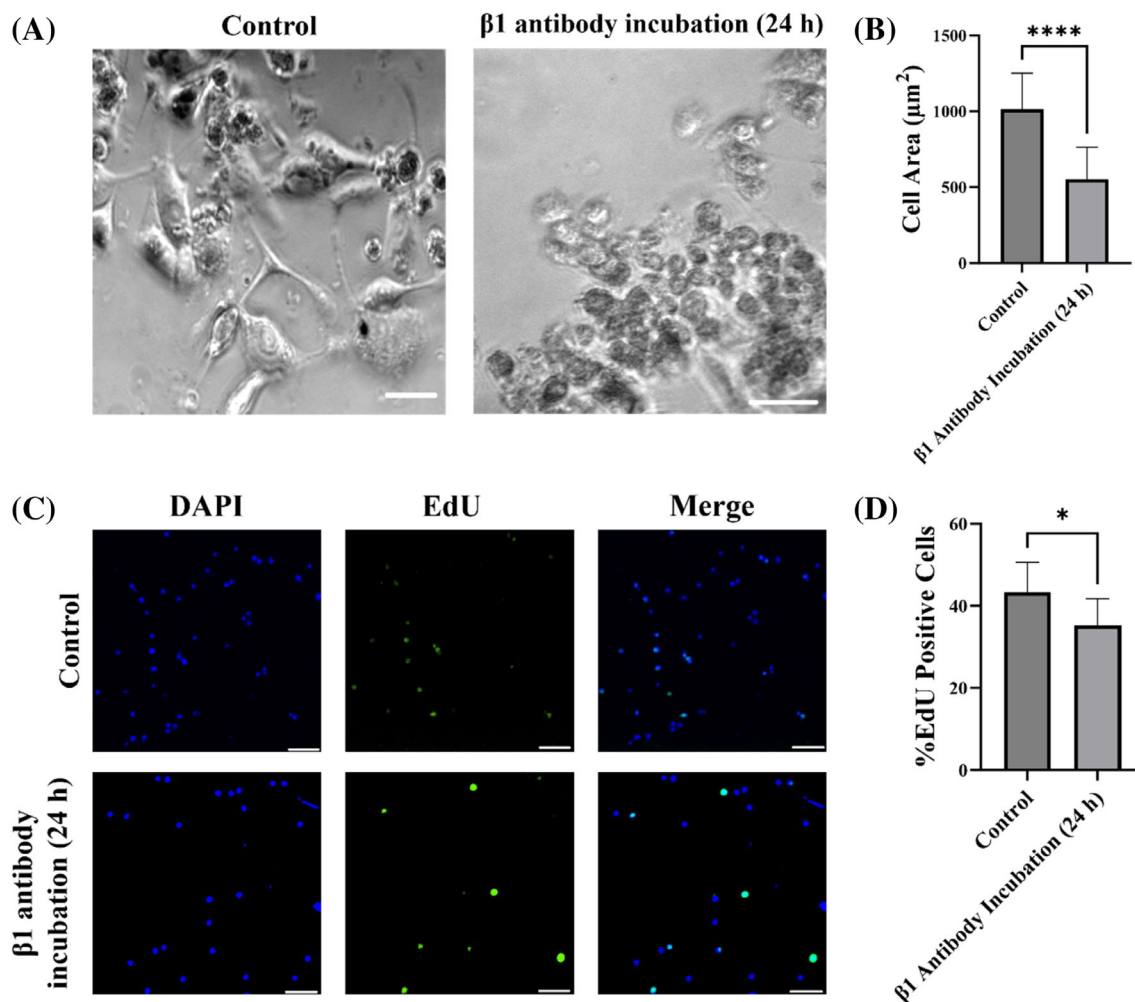 (A)
Control
β1 antibody incubation (24 h)
(B)
1500
1000
500
0
Cell Area (µm²)
****
Control
β1 Antibody Incubation (24 h)
(C)
DAPI
EdU
Merge
Control
β1 antibody
incubation (24 h)
(D)
60
40
20
0
%EdU Positive Cells
*
Control
β1 Antibody Incubation (24 h)